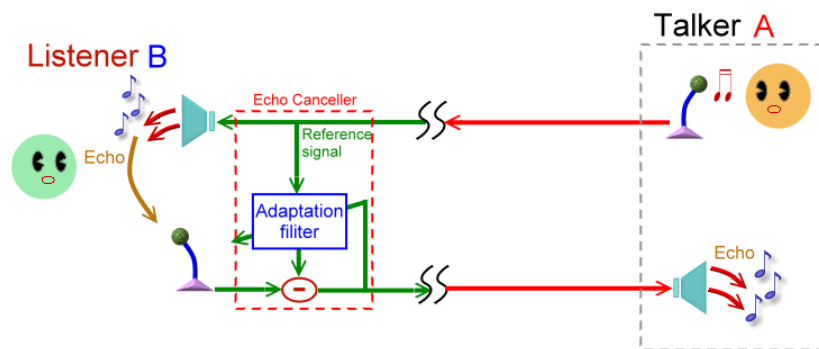 Talker A
Listener B
Echo Canceller
Reference
signal
Echo
Adaptation
filiter
Echo
-